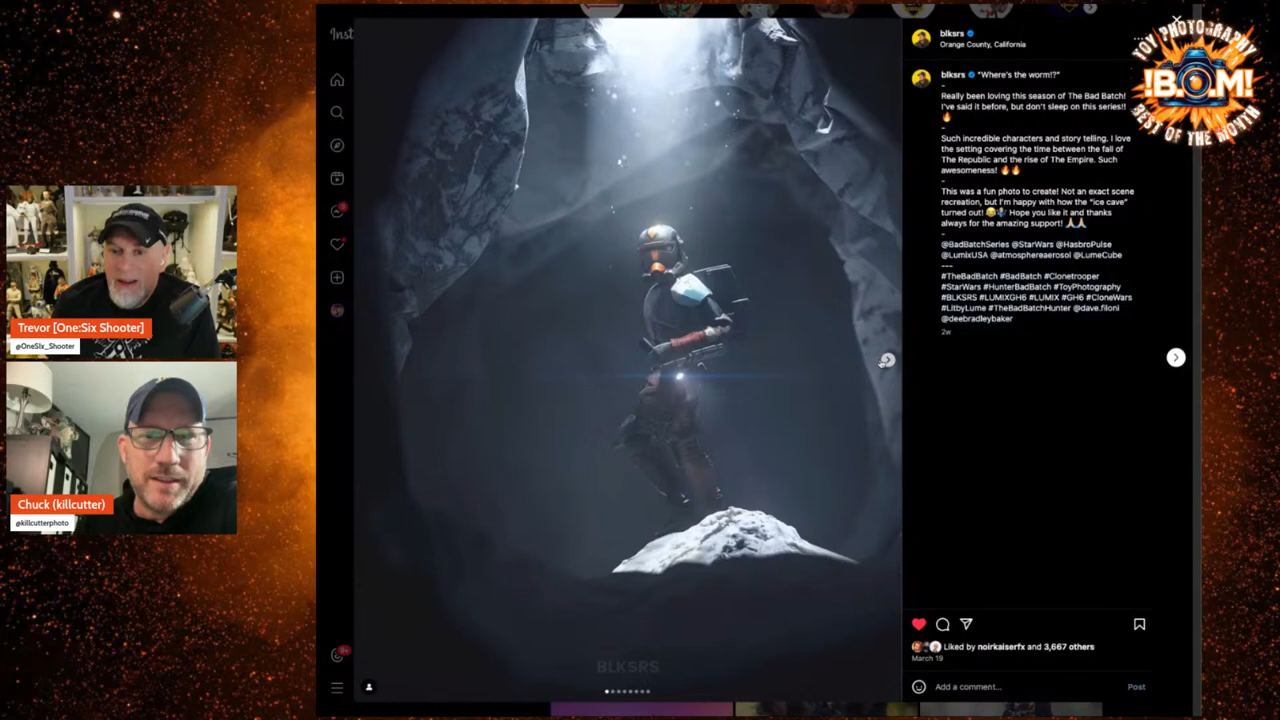 Inst
blksrs
Orange County, California
blksrs "Where's the worm!?"
-
Really been loving this season of The Bad Batch!
I've said it before, but don't sleep on this series!!
🔥
-
Such incredible characters and story telling. I love
the setting covering the time between the fall of
The Republic and the rise of The Empire. Such
awesomeness! 🔥🔥
-
This was a fun photo to create! Not an exact scene
recreation, but I'm happy with how the "ice cave"
turned out! Hope you like it and thanks
always for the amazing support! 🙏🙏
-
@BadBatchSeries @StarWars @HasbroPulse
@LumixUSA @atmosphereaerosol @LumeCube
---
#TheBadBatch #BadBatch #Clonetrooper
#StarWars #HunterBadBatch #ToyPhotography
#BLKSRS #LUMIXGH6 #LUMIX #GH6 #CloneWars
#LitbyLume #TheBadBatchHunter @dave.filoni
@deebradleybaker
2w
Liked by noirkaiserfx and 3,667 others
March 19
Add a comment...
Post
BLKSRS
TOY PHOTOGRAPHY
!B.O.M!
BEST OF THE MONTH
Trevor [One:Six Shooter]
@OneSix_Shooter
Chuck (killcutter)
@killcutterphoto